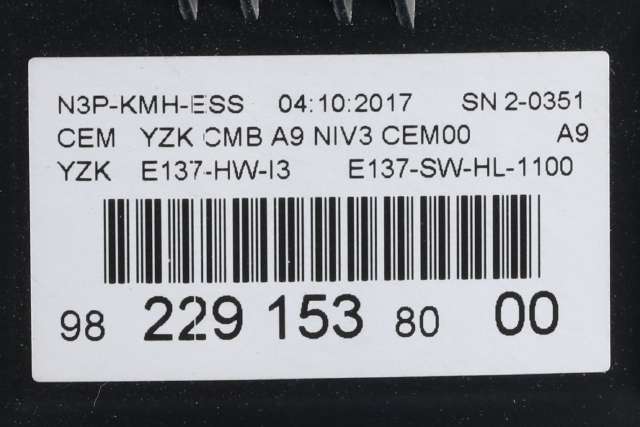 N3P-KMH-ESS 04:10:2017 SN 2-0351
CEM YZK CMB A9 NIV3 CEM00 A9
YZK E137-HW-I3 E137-SW-HL-1100
98 229 153 80 00